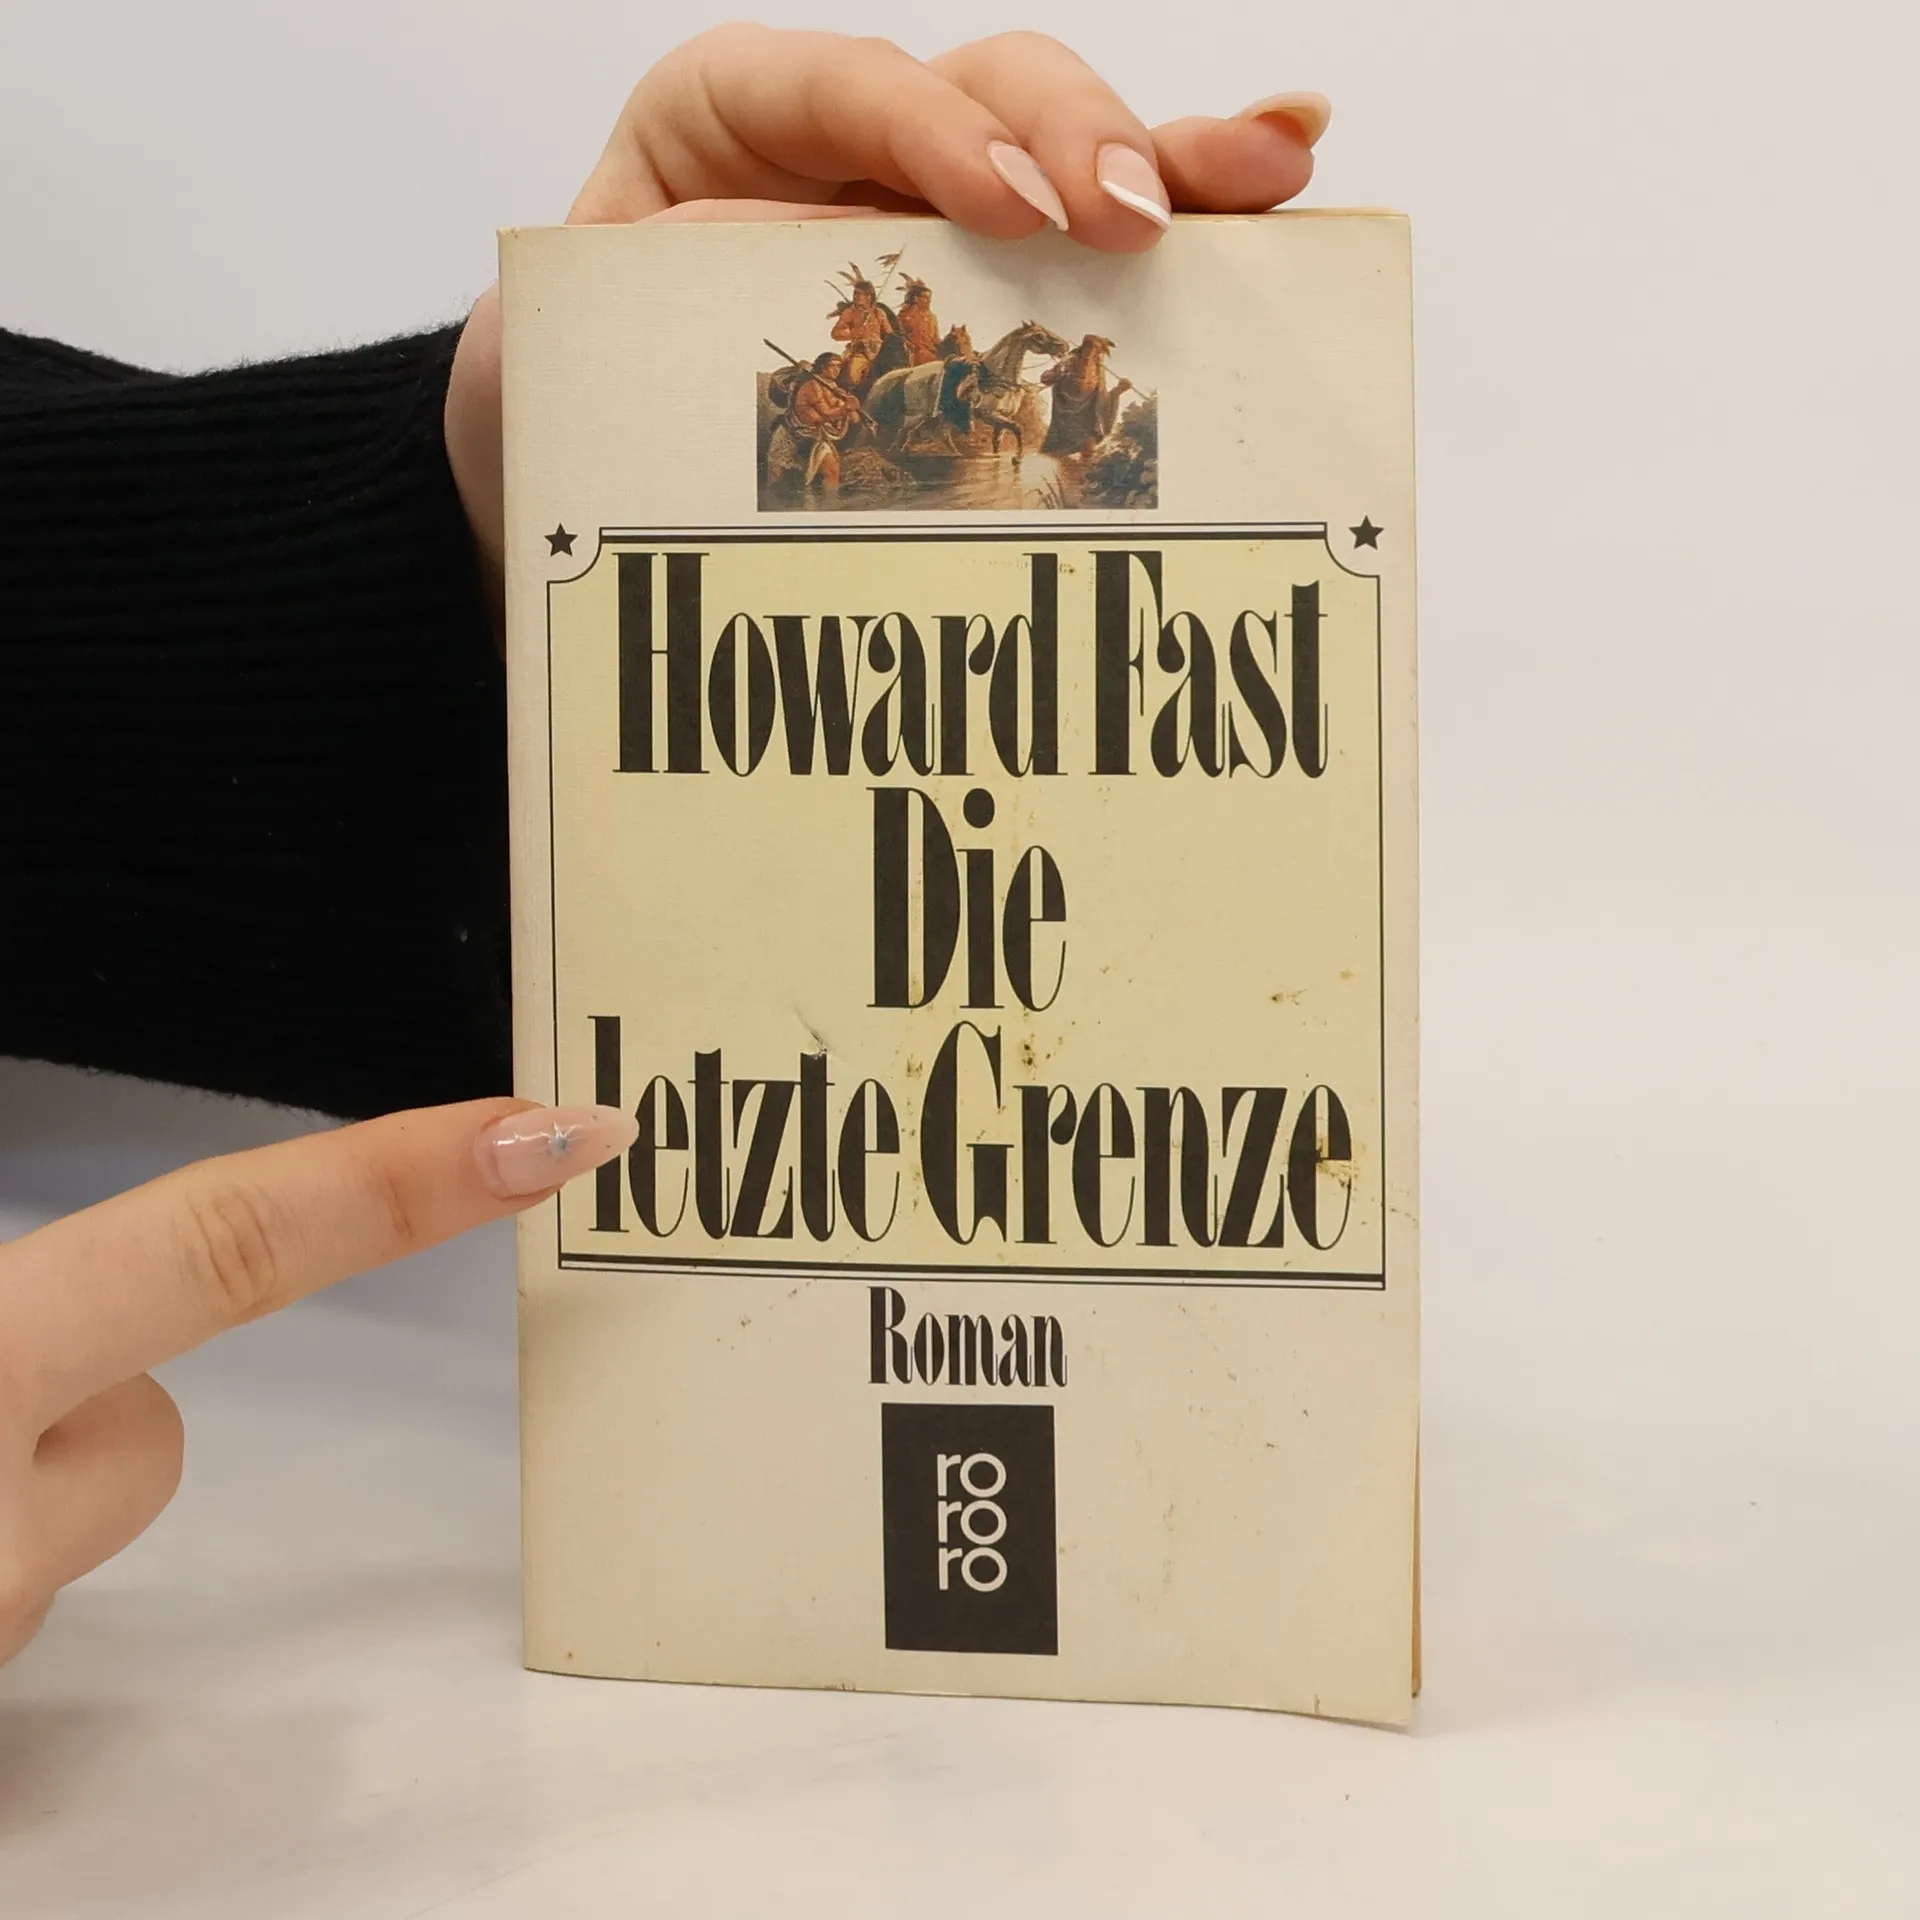 Howard Fast
Die
letzte Grenze
Roman
ro
ro
ro